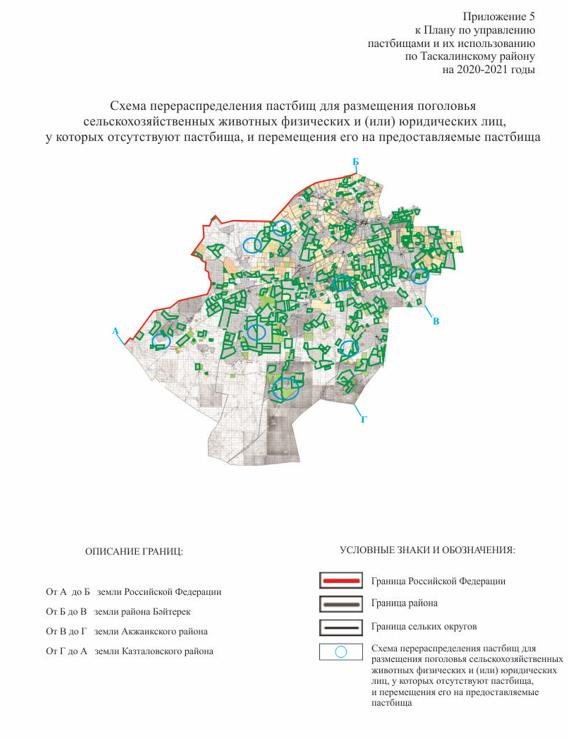 Приложение 5
к Плану по управлению
пастбищами и их использованию
по Таскалинскому району
на 2020-2021 годы
Схема перераспределения пастбищ для размещения поголовья
сельскохозяйственных животных физических и (или) юридических лиц,
у которых отсутствуют пастбища, и перемещения его на предоставляемые пастбища
Б
А
В
Г
ОПИСАНИЕ ГРАНИЦ:
От А до Б земли Российской Федерации
От Б до В земли района Бәйтерек
От В до Г земли Акжаикского района
От Г до А земли Казталовского района
УСЛОВНЫЕ ЗНАКИ И ОБОЗНАЧЕНИЯ:
Граница Российской Федерации
Граница района
Граница сельких округов
Схема перераспределения пастбищ для
размещения поголовья сельскохозяйственных
животных физических и (или) юридических
лиц, у которых отсутствуют пастбища,
и перемещения его на предоставляемые
пастбища